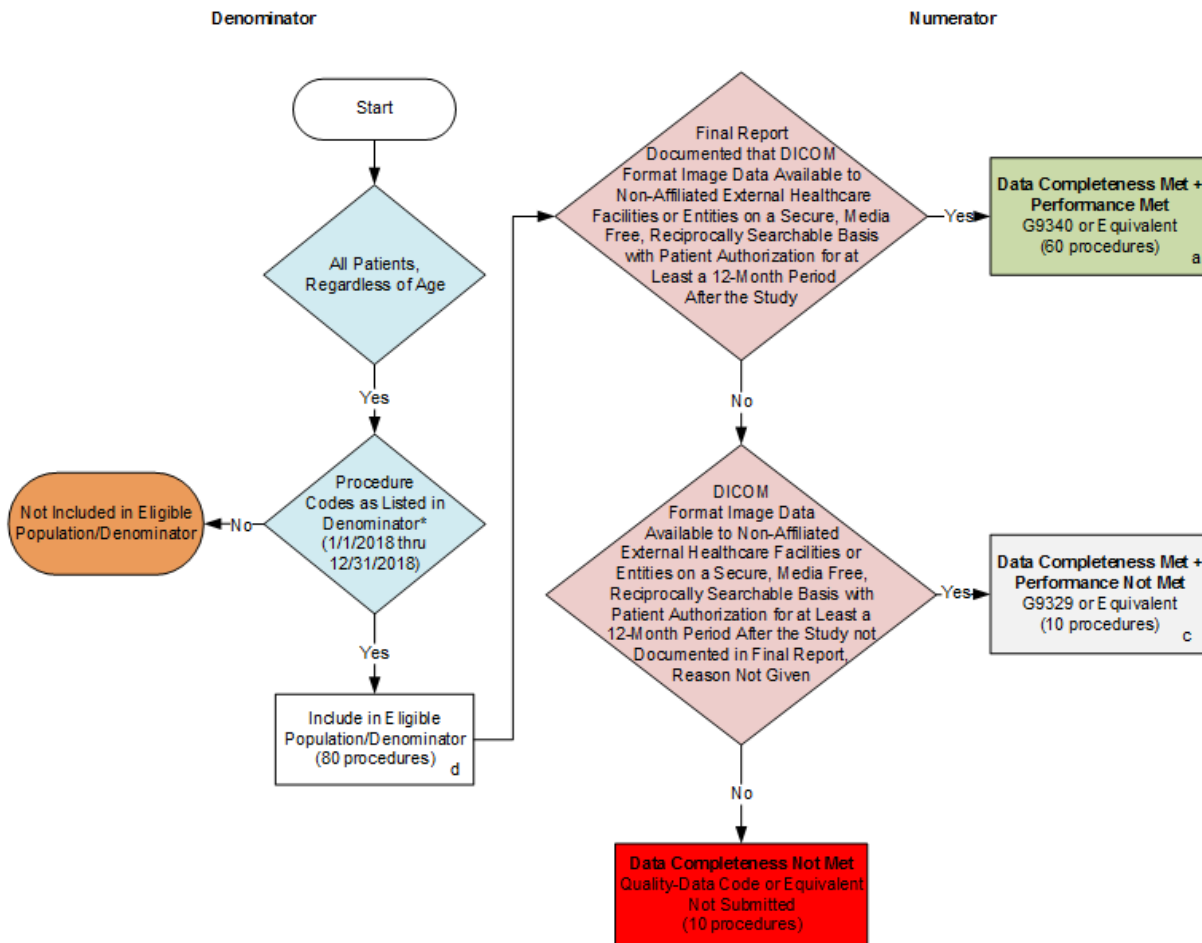 Denominator
Numerator
Start
All Patients,
Regardless of Age
Yes
Procedure
Codes as Listed in
Denominator*
(1/1/2018 thru
12/31/2018)
No
Not Included in Eligible
Population/Denominator
Yes
Include in Eligible
Population/Denominator
(80 procedures)
d
Final Report
Documented that DICOM
Format Image Data Available to
Non-Affiliated External Healthcare
Facilities or Entities on a Secure, Media
Free, Reciprocally Searchable Basis
with Patient Authorization for at
Least a 12-Month Period
After the Study
Yes
Data Completeness Met +
Performance Met
G9340 or Equivalent
(60 procedures)
a
No
DICOM
Format Image Data
Available to Non-Affiliated
External Healthcare Facilities or
Entities on a Secure, Media Free,
Reciprocally Searchable Basis with
Patient Authorization for at Least a
12-Month Period After the Study not
Documented in Final Report,
Reason Not Given
Yes
Data Completeness Met +
Performance Not Met
G9329 or Equivalent
(10 procedures)
c
No
Data Completeness Not Met
Quality-Data Code or Equivalent
Not Submitted
(10 procedures)